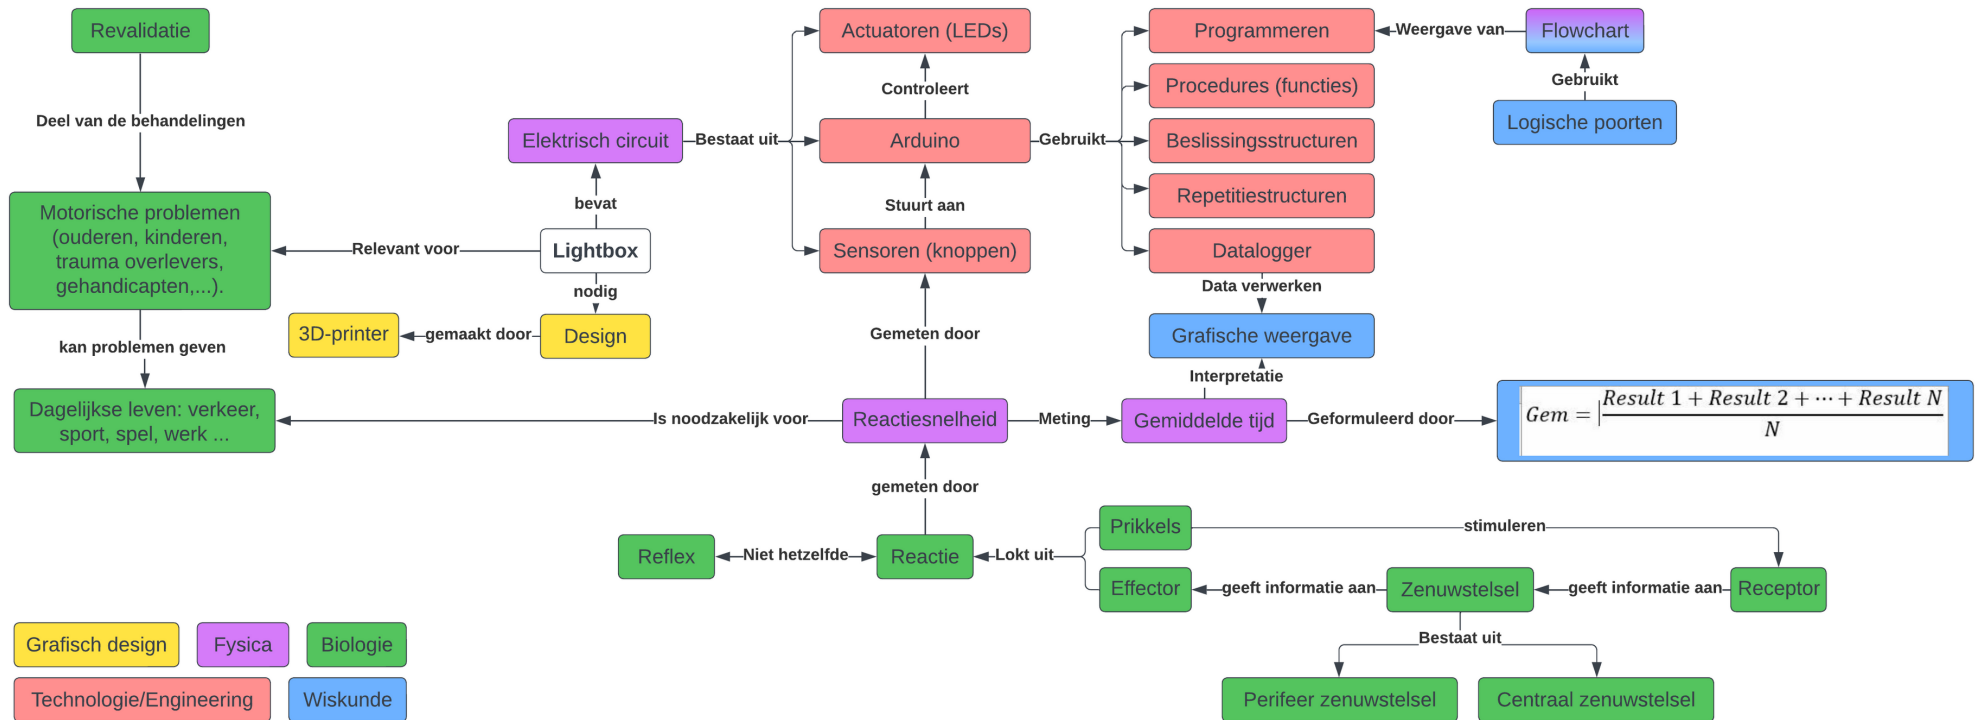 Revalidatie
Deel van de behandelingen
Motorische problemen
(ouderen, kinderen,
trauma overlevers,
gehandicapten,...).
kan problemen geven
Dagelijkse leven: verkeer,
sport, spel, werk ...
Relevant voor
Lightbox
bevat
Elektrisch circuit
nodig
Design
gemaakt door
3D-printer
Bestaat uit
Actuatoren (LEDs)
Controleert
Arduino
Stuurt aan
Sensoren (knoppen)
Gebruikt
Programmeren
Procedures (functies)
Beslissingsstructuren
Repetitiestructuren
Datalogger
Weergave van
Flowchart
Gebruikt
Logische poorten
Data verwerken
Grafische weergave
Interpretatie
Gemeten door
Is noodzakelijk voor
Reactiesnelheid
Meting
Gemiddelde tijd
Geformuleerd door
Gem = |(Result 1 + Result 2 + ⋯ + Result N) / N
gemeten door
Reflex
Niet hetzelfde
Reactie
Lokt uit
Prikkels
stimuleren
Effector
geeft informatie aan
Zenuwstelsel
geeft informatie aan
Receptor
Bestaat uit
Perifeer zenuwstelsel
Centraal zenuwstelsel
Grafisch design
Fysica
Biologie
Technologie/Engineering
Wiskunde